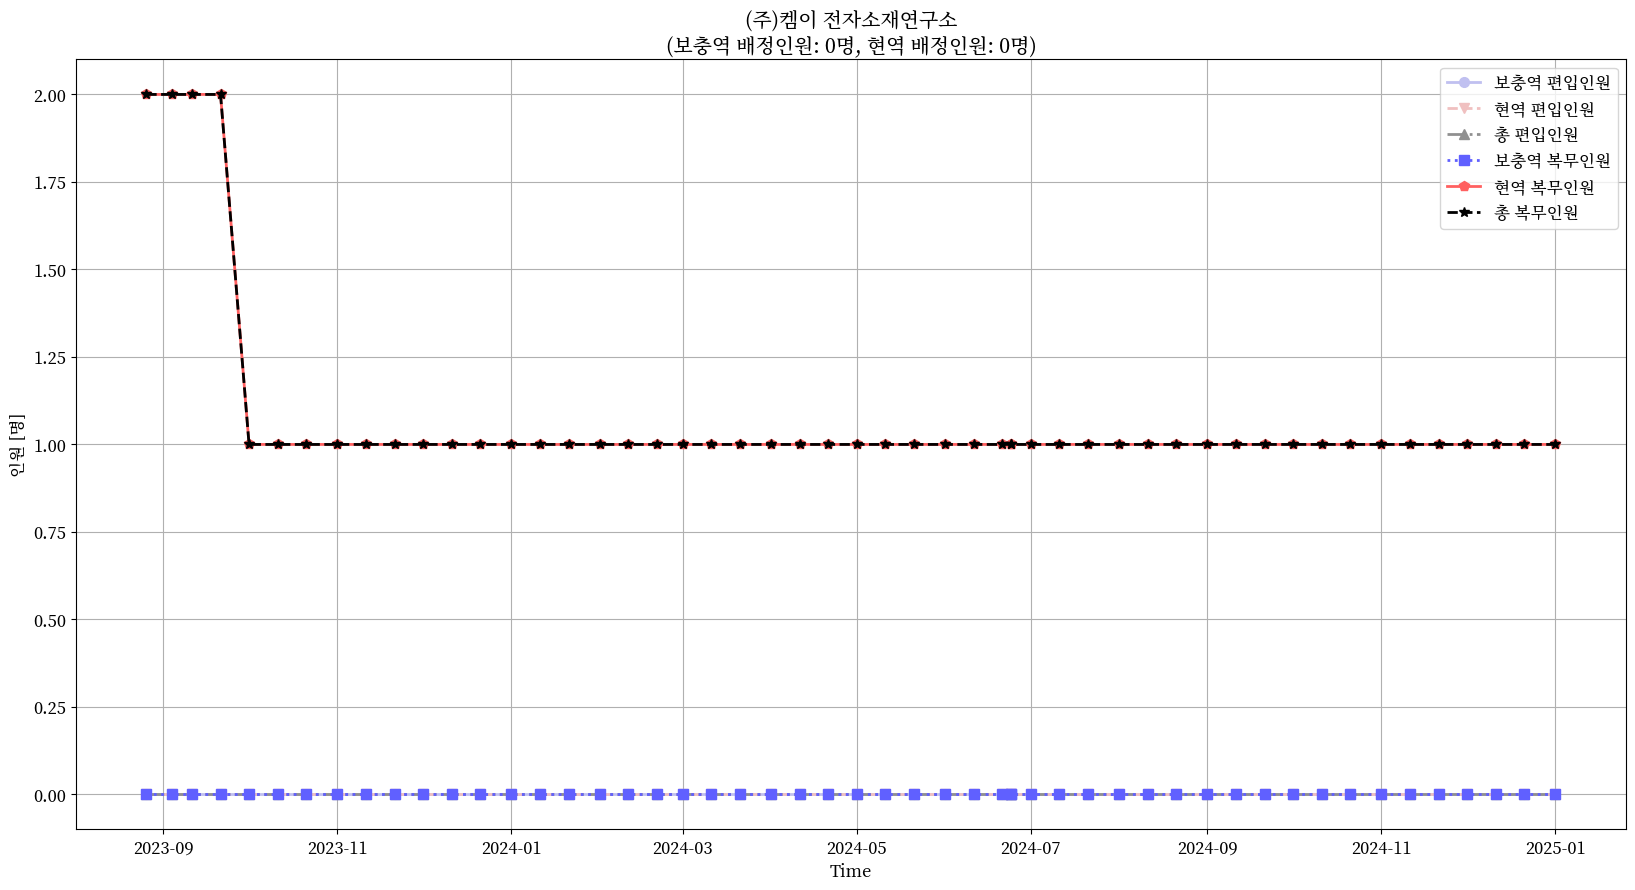 (주)켐이 전자소재연구소
(보충역 배정인원: 0명, 현역 배정인원: 0명)
보충역 편입인원
현역 편입인원
총 편입인원
보충역 복무인원
현역 복무인원
총 복무인원
인원 [명]
2.00
1.75
1.50
1.25
1.00
0.75
0.50
0.25
0.00
2023-09 2023-11 2024-01 2024-03 2024-05 2024-07 2024-09 2024-11 2025-01
Time